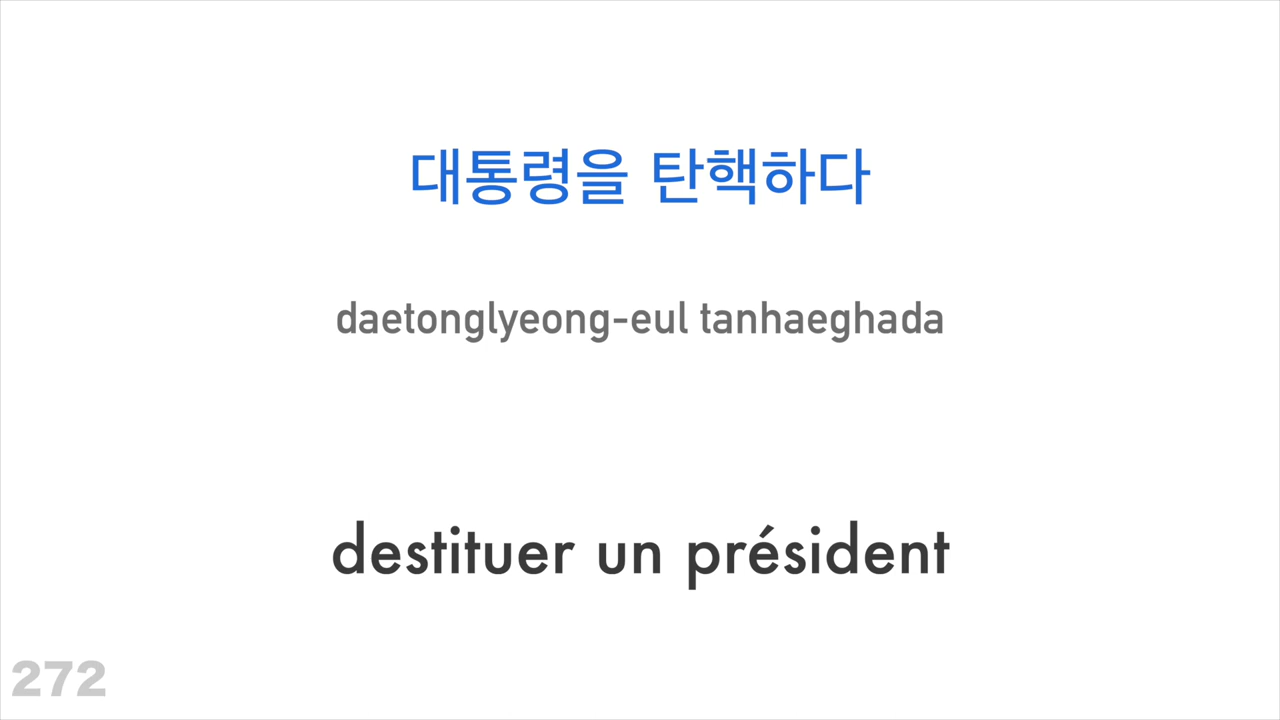 대통령을 탄핵하다
daetonglyeong-eul tanhaeghada
destituer un président
272